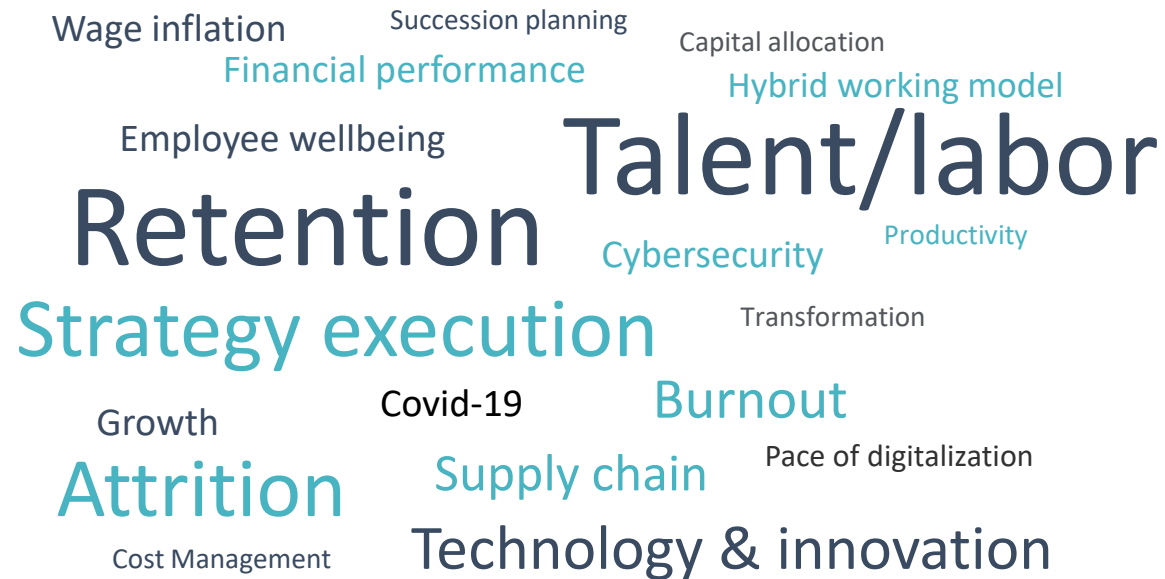 Wage inflation
Succession planning
Capital allocation
Financial performance
Hybrid working model
Employee wellbeing
Talent/labor
Retention
Cybersecurity
Productivity
Strategy execution
Transformation
Covid-19
Burnout
Growth
Attrition
Supply chain
Pace of digitalization
Cost Management
Technology & innovation